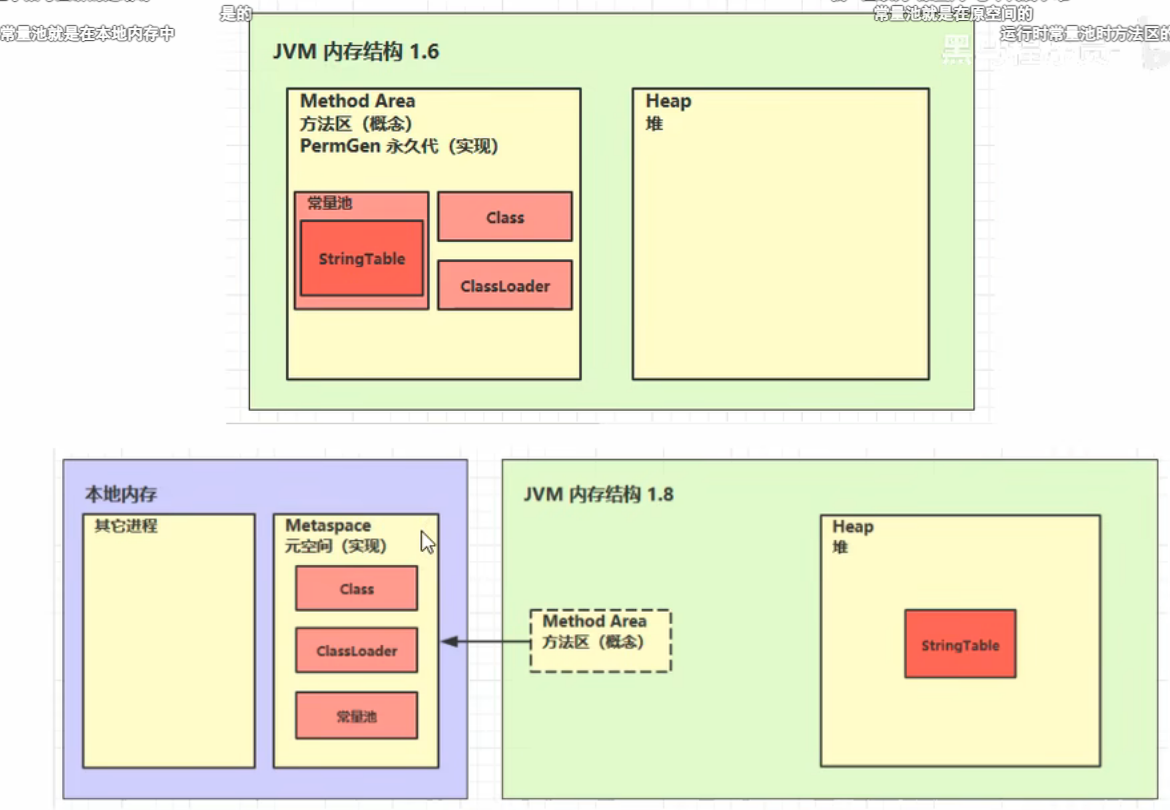 是的
常量池就是在原空间的
常量池就是在本地内存中
运行时常量池时方法区的
JVM 内存结构 1.6
Method Area
方法区（概念）
PermGen 永久代（实现）
常量池
StringTable
Class
ClassLoader
Heap
堆
本地内存
其它进程
Metaspace
元空间（实现）
Class
ClassLoader
常量池
JVM 内存结构 1.8
Method Area
方法区（概念）
Heap
堆
StringTable